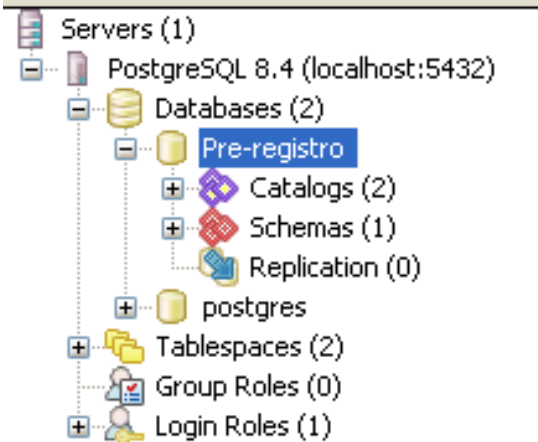 Servers (1)
PostgreSQL 8.4 (localhost:5432)
Databases (2)
Pre-registro
Catalogs (2)
Schemas (1)
Replication (0)
postgres
Tablespaces (2)
Group Roles (0)
Login Roles (1)